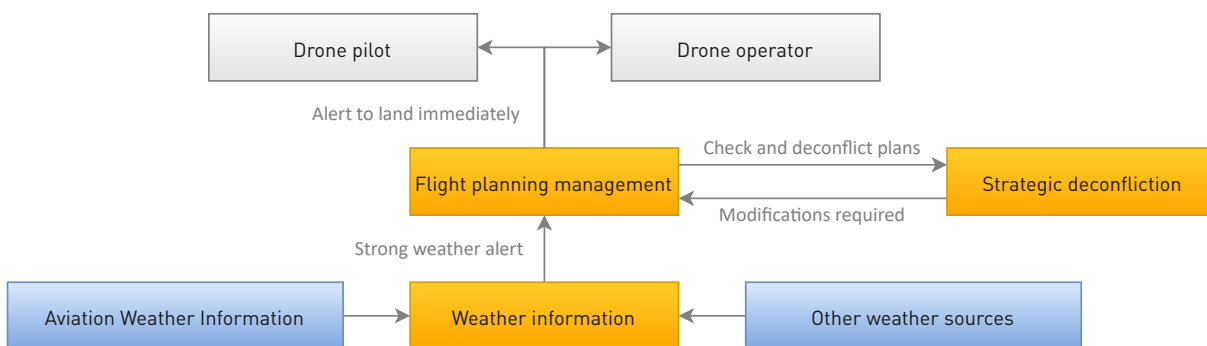 Drone pilot
Drone operator
Alert to land immediately
Check and deconflict plans
Flight planning management
Strategic deconfliction
Modifications required
Strong weather alert
Aviation Weather Information
Weather information
Other weather sources